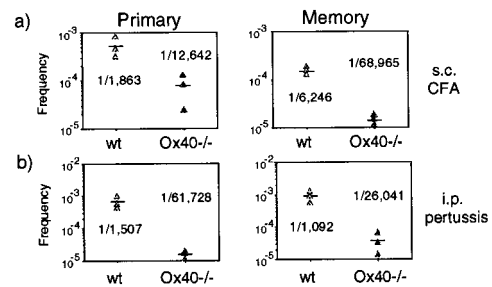 a) Primary Memory
10-3
10-4
10-5
Frequency
1/1,863
1/12,642
wt Ox40-/-
10-3
10-4
10-5
1/6,246
1/68,965
wt Ox40-/-
s.c.
CFA
b)
10-2
10-3
10-4
10-5
Frequency
1/1,507
1/61,728
wt Ox40-/-
10-2
10-3
10-4
10-5
1/1,092
1/26,041
wt Ox40-/-
i.p.
pertussis